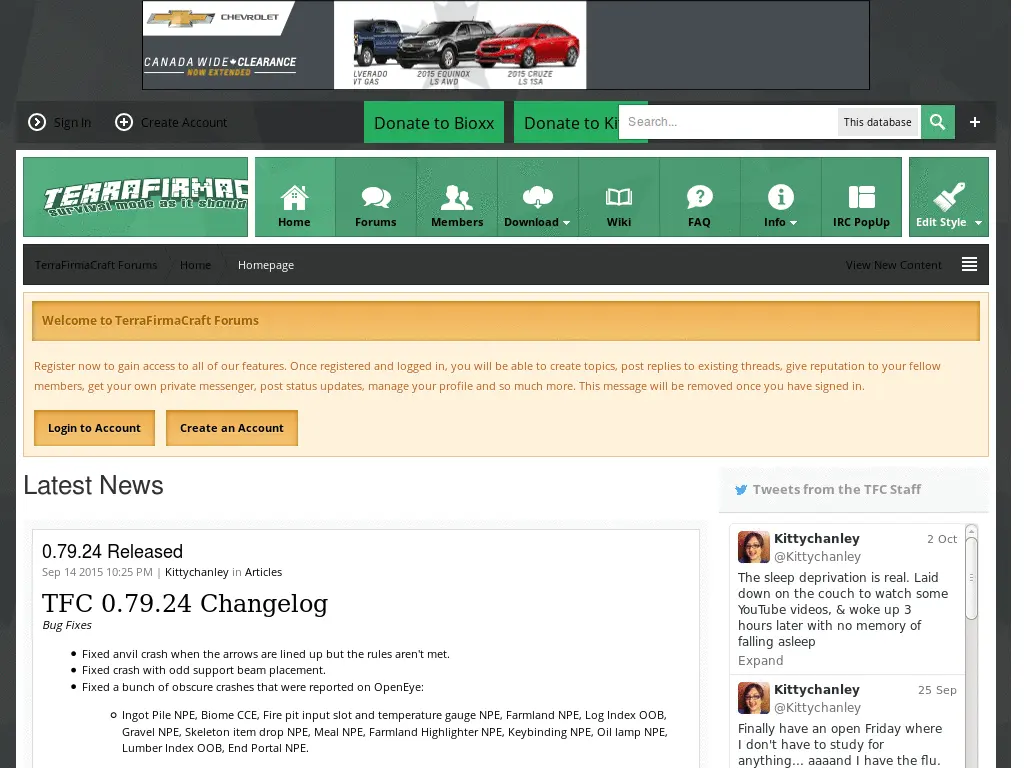 CHEVROLET
CANADA WIDE CLEARANCE
NOW EXTENDED
LVERADO
VT GAS
2015 EQUINOX
LS AWD
2015 CRUZE
LS 1SA
Sign In
Create Account
Donate to Bioxx
Donate to Ki
Search...
This database
TERRAFIRMAC
survival mode as it should
Home
Forums
Members
Download
Wiki
FAQ
Info
IRC PopUp
Edit Style
TerraFirmaCraft Forums
Home
Homepage
View New Content
Welcome to TerraFirmaCraft Forums
Register now to gain access to all of our features. Once registered and logged in, you will be able to create topics, post replies to existing threads, give reputation to your fellow
members, get your own private messenger, post status updates, manage your profile and so much more. This message will be removed once you have signed in.
Login to Account
Create an Account
Latest News
0.79.24 Released
Sep 14 2015 10:25 PM | Kittychanley in Articles
TFC 0.79.24 Changelog
Bug Fixes
Fixed anvil crash when the arrows are lined up but the rules aren't met.
Fixed crash with odd support beam placement.
Fixed a bunch of obscure crashes that were reported on OpenEye:
Ingot Pile NPE, Biome CCE, Fire pit input slot and temperature gauge NPE, Farmland NPE, Log Index OOB,
Gravel NPE, Skeleton item drop NPE, Meal NPE, Farmland Highlighter NPE, Keybinding NPE, Oil lamp NPE,
Lumber Index OOB, End Portal NPE.
Tweets from the TFC Staff
Kittychanley 2 Oct
@Kittychanley
The sleep deprivation is real. Laid
down on the couch to watch some
YouTube videos, & woke up 3
hours later with no memory of
falling asleep
Expand
Kittychanley 25 Sep
@Kittychanley
Finally have an open Friday where
I don't have to study for
anything... aaaand I have the flu.